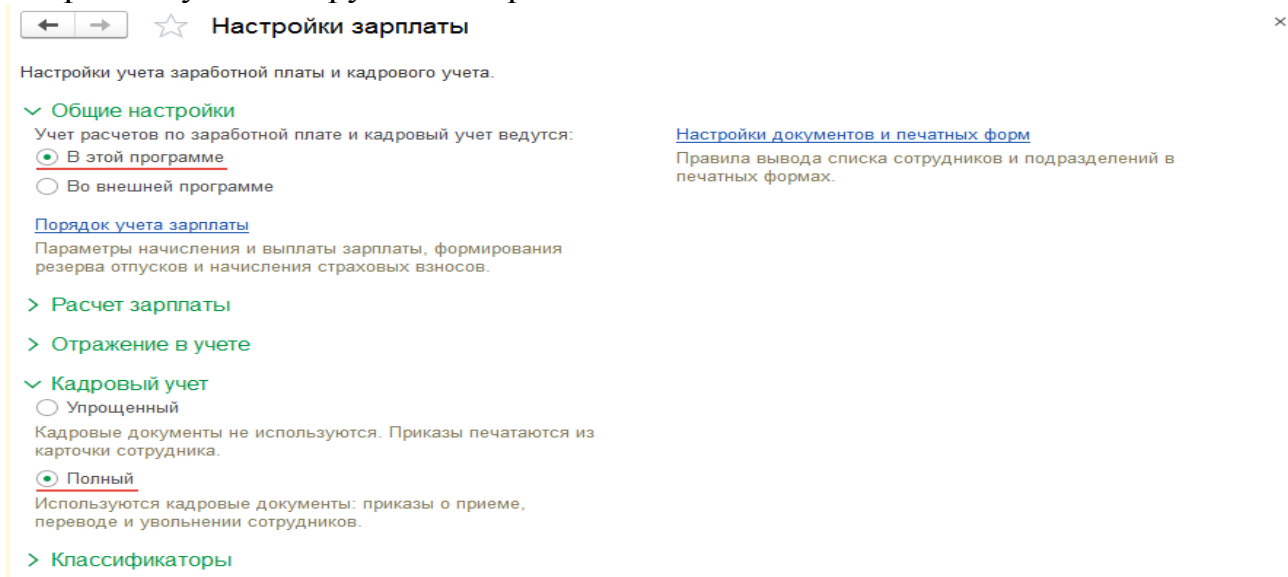 Настройки зарплаты
Настройки учета заработной платы и кадрового учета.
Общие настройки
Учет расчетов по заработной плате и кадровый учет ведутся:
В этой программе
Во внешней программе
Настройки документов и печатных форм
Правила вывода списка сотрудников и подразделений в
печатных формах.
Порядок учета зарплаты
Параметры начисления и выплаты зарплаты, формирования
резерва отпусков и начисления страховых взносов.
Расчет зарплаты
Отражение в учете
Кадровый учет
Упрощенный
Кадровые документы не используются. Приказы печатаются из
карточки сотрудника.
Полный
Используются кадровые документы: приказы о приеме,
переводе и увольнении сотрудников.
Классификаторы